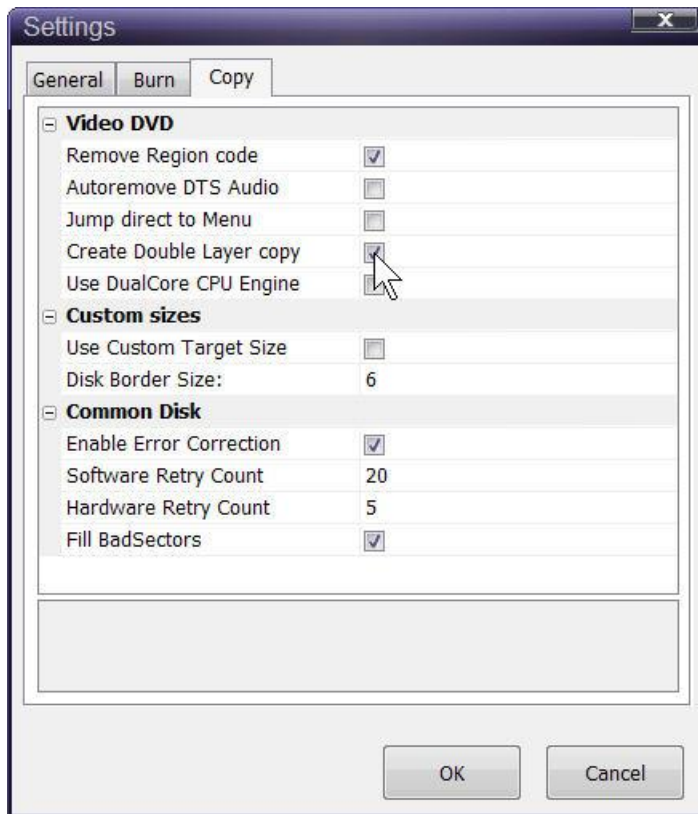 Settings
X
General Burn Copy
Video DVD
Remove Region code
Autoremove DTS Audio
Jump direct to Menu
Create Double Layer copy
Use DualCore CPU Engine
Custom sizes
Use Custom Target Size
Disk Border Size: 6
Common Disk
Enable Error Correction
Software Retry Count 20
Hardware Retry Count 5
Fill BadSectors
OK Cancel